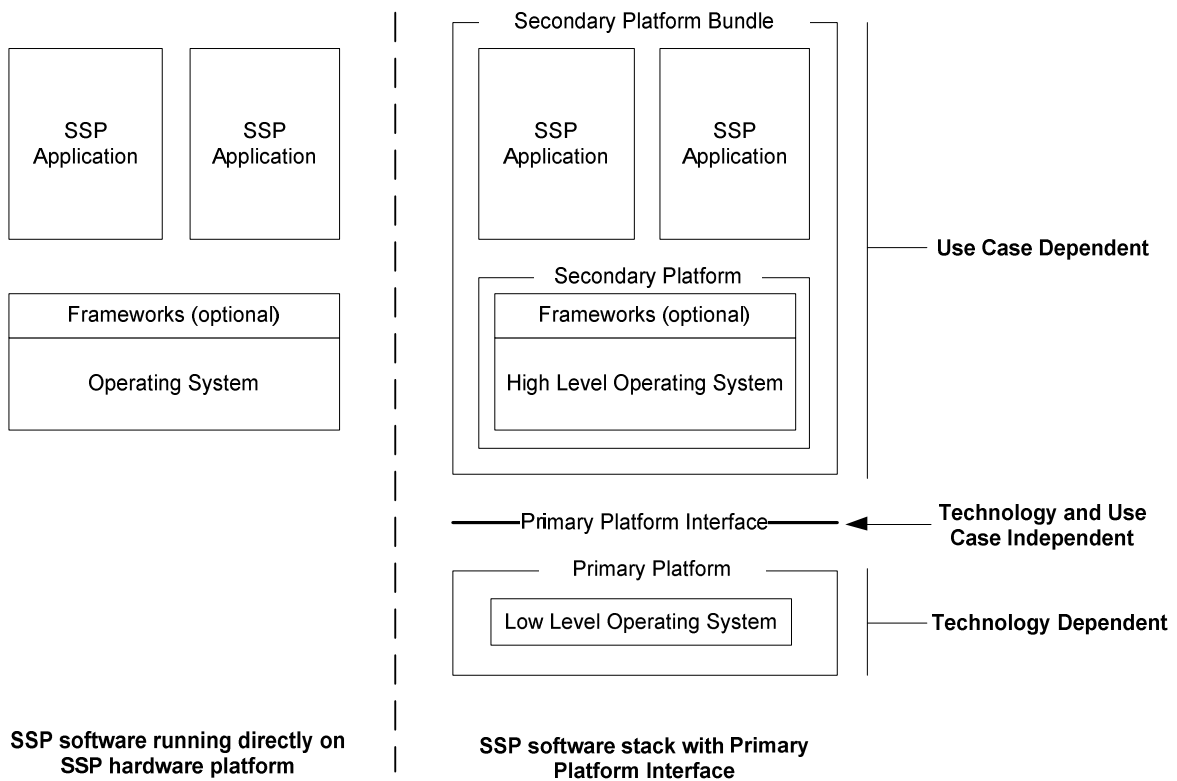 SSP
Application
SSP
Application
Frameworks (optional)
Operating System
SSP software running directly on
SSP hardware platform
Secondary Platform Bundle
SSP
Application
SSP
Application
Secondary Platform
Frameworks (optional)
High Level Operating System
Primary Platform Interface
Primary Platform
Low Level Operating System
SSP software stack with Primary
Platform Interface
Use Case Dependent
Technology and Use
Case Independent
Technology Dependent